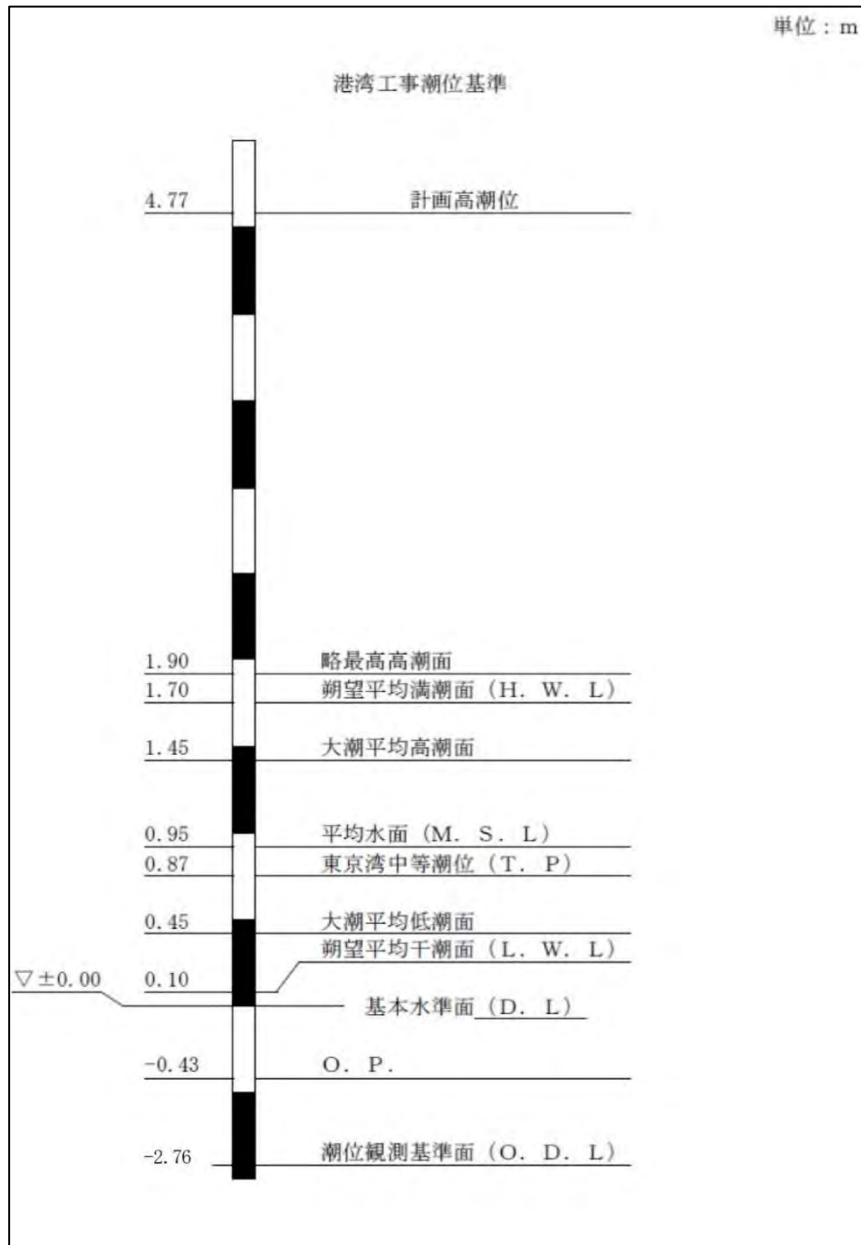 単位：m
港湾工事潮位基準
4.77 計画高潮位
1.90 略最高高潮面
1.70 朔望平均満潮面（H．W．L）
1.45 大潮平均高潮面
0.95 平均水面（M．S．L）
0.87 東京湾中等潮位（T．P）
0.45 大潮平均低潮面
朔望平均干潮面（L．W．L）
▽±0.00 0.10
基本水準面（D．L）
-0.43 O．P．
-2.76 潮位観測基準面（O．D．L）